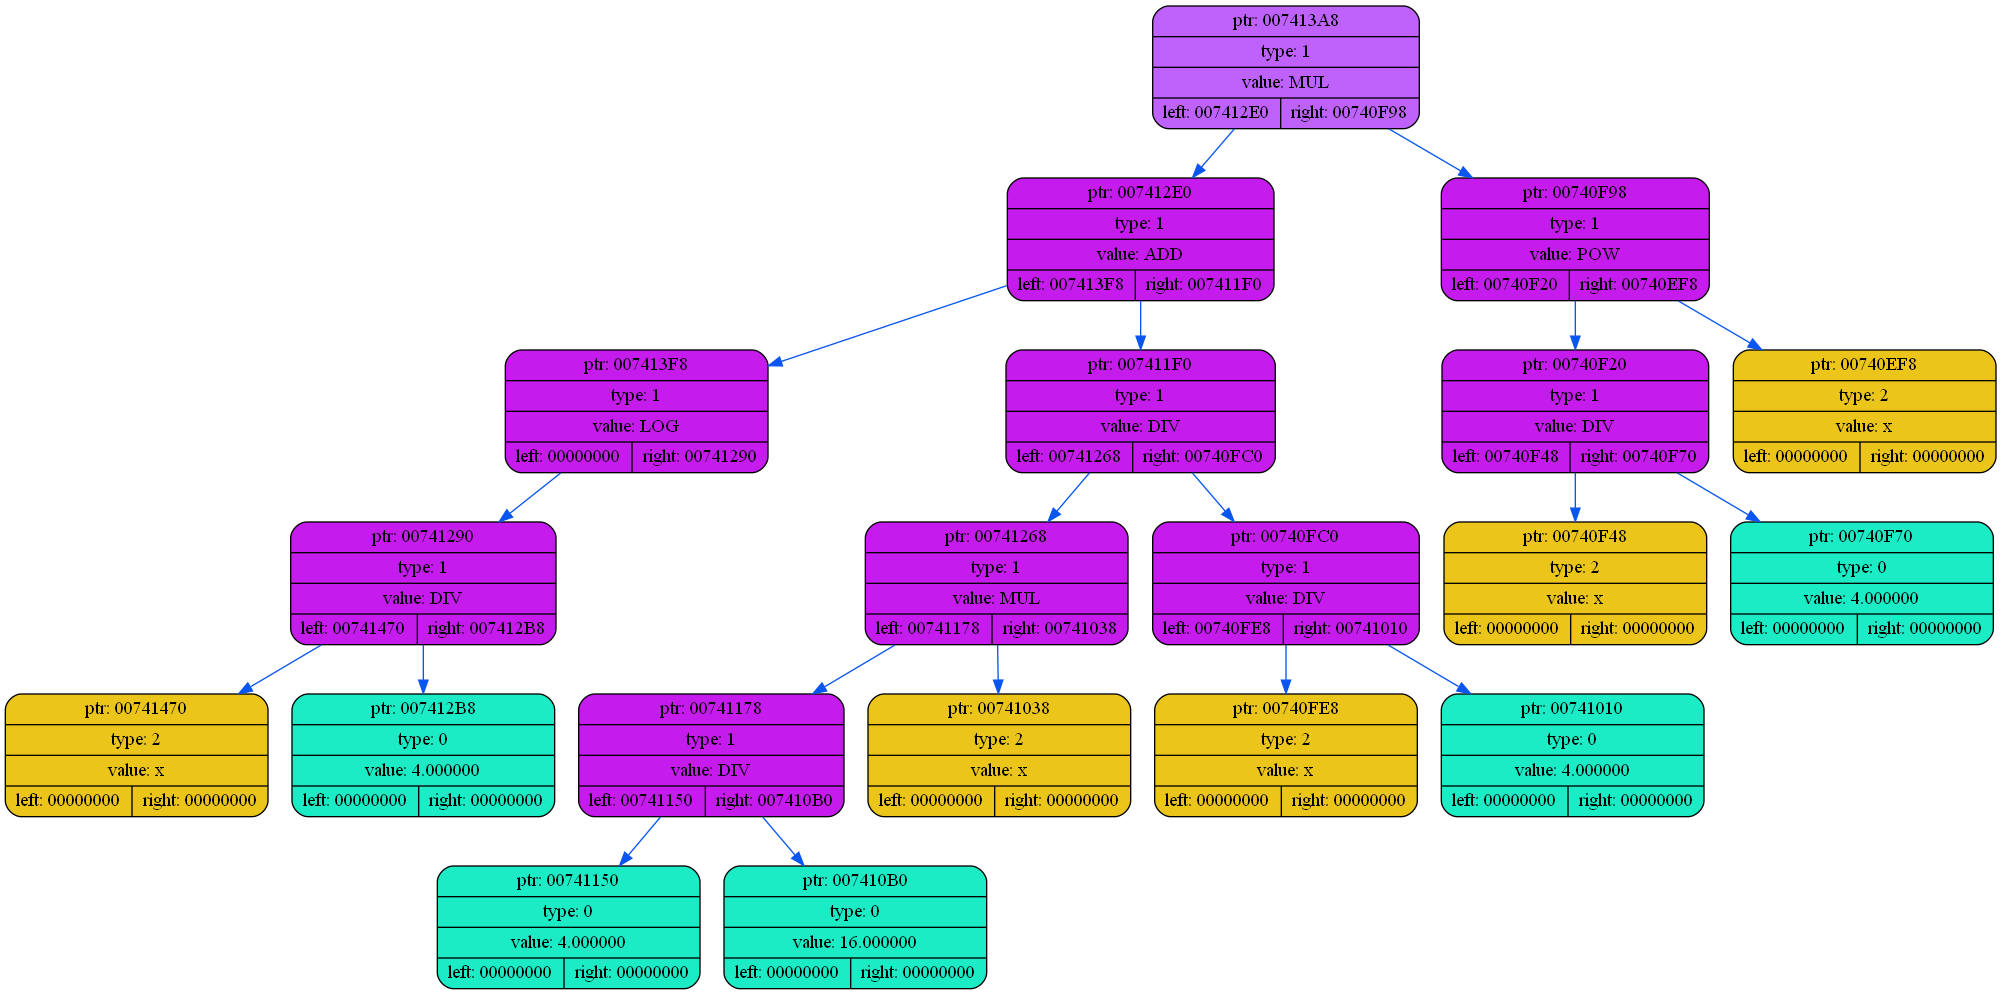 ptr: 007413A8
type: 1
value: MUL
left: 007412E0 right: 00740F98
ptr: 007412E0
type: 1
value: ADD
left: 007413F8 right: 007411F0
ptr: 00740F98
type: 1
value: POW
left: 00740F20 right: 00740EF8
ptr: 007413F8
type: 1
value: LOG
left: 00000000 right: 00741290
ptr: 007411F0
type: 1
value: DIV
left: 00741268 right: 00740FC0
ptr: 00740F20
type: 1
value: DIV
left: 00740F48 right: 00740F70
ptr: 00740EF8
type: 2
value: x
left: 00000000 right: 00000000
ptr: 00741290
type: 1
value: DIV
left: 00741470 right: 007412B8
ptr: 00741268
type: 1
value: MUL
left: 00741178 right: 00741038
ptr: 00740FC0
type: 1
value: DIV
left: 00740FE8 right: 00741010
ptr: 00740F48
type: 2
value: x
left: 00000000 right: 00000000
ptr: 00740F70
type: 0
value: 4.000000
left: 00000000 right: 00000000
ptr: 00741470
type: 2
value: x
left: 00000000 right: 00000000
ptr: 007412B8
type: 0
value: 4.000000
left: 00000000 right: 00000000
ptr: 00741178
type: 1
value: DIV
left: 00741150 right: 007410B0
ptr: 00741038
type: 2
value: x
left: 00000000 right: 00000000
ptr: 00740FE8
type: 2
value: x
left: 00000000 right: 00000000
ptr: 00741010
type: 0
value: 4.000000
left: 00000000 right: 00000000
ptr: 00741150
type: 0
value: 4.000000
left: 00000000 right: 00000000
ptr: 007410B0
type: 0
value: 16.000000
left: 00000000 right: 00000000